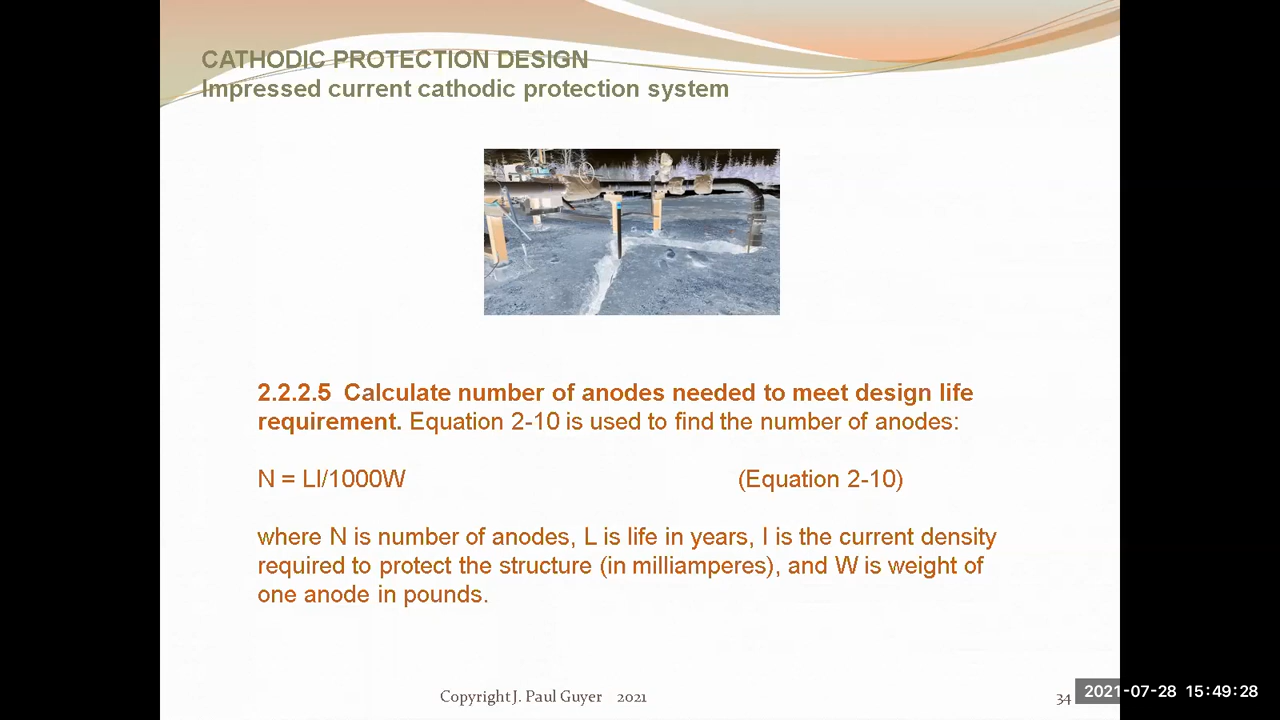 CATHODIC PROTECTION DESIGN
Impressed current cathodic protection system
2.2.2.5 Calculate number of anodes needed to meet design life
requirement. Equation 2-10 is used to find the number of anodes:
N = LI/1000W (Equation 2-10)
where N is number of anodes, L is life in years, I is the current density
required to protect the structure (in milliamperes), and W is weight of
one anode in pounds.
Copyright J. Paul Guyer 2021
34
2021-07-28 15:49:28